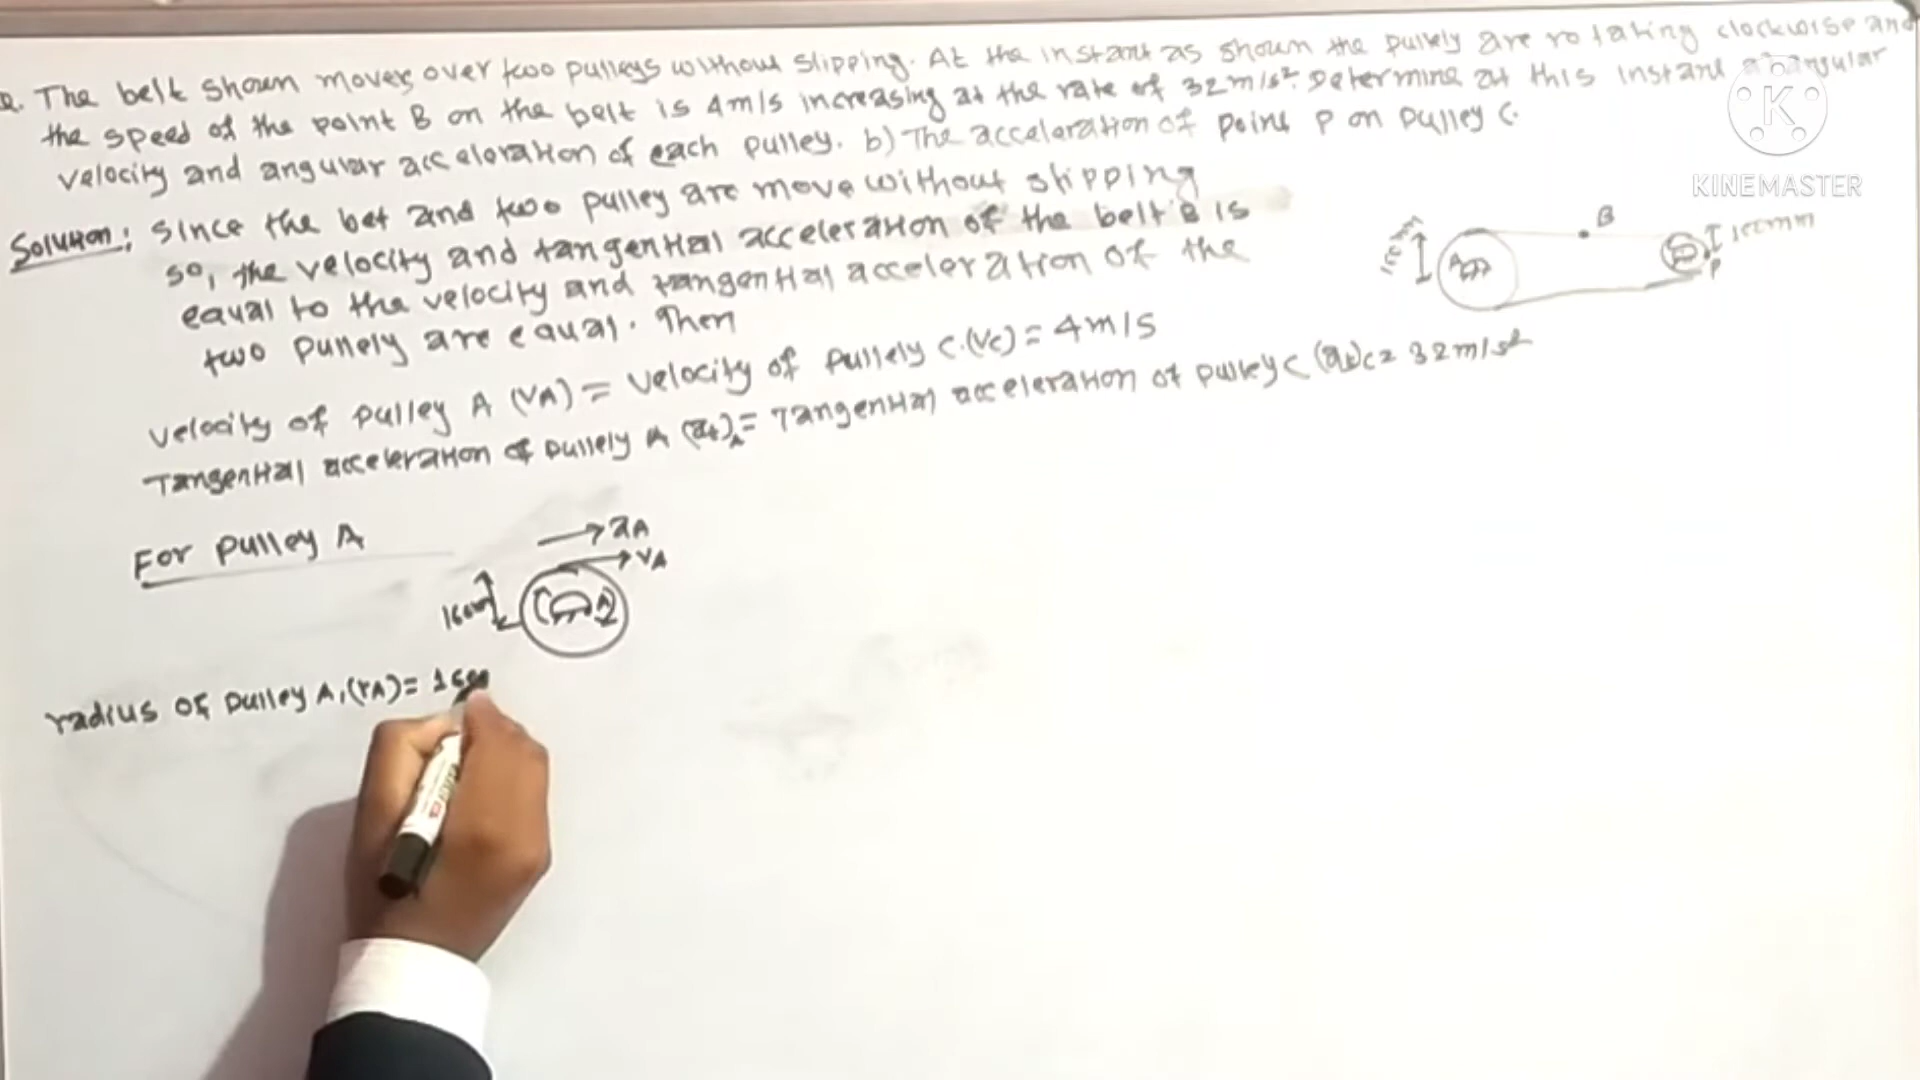 Q. The belt shown moves over two pulleys without slipping. At the instant as shown the pullely are rotating clockwise and
the speed of the point B on the belt is 4m/s increasing at the rate of 32m/s². Determine at this instant angular
velocity and angular acceleration of each pulley. b) The acceleration of point P on pulley C.
Solution: Since the bet and two pulley are move without slipping
so, the velocity and tangential acceleration of the belt B is
equal to the velocity and tangential acceleration of the
two pullely are equal. Then
velocity of pulley A (VA) = velocity of pullely C.(VC) = 4m/s
Tangential acceleration of pullely A (at)A = Tangential acceleration of pulley C (at)C = 32m/s²
For pulley A
aA
VA
A
radius of pulley A,(rA) =
B
A
100mm
P
K
KINEMASTER